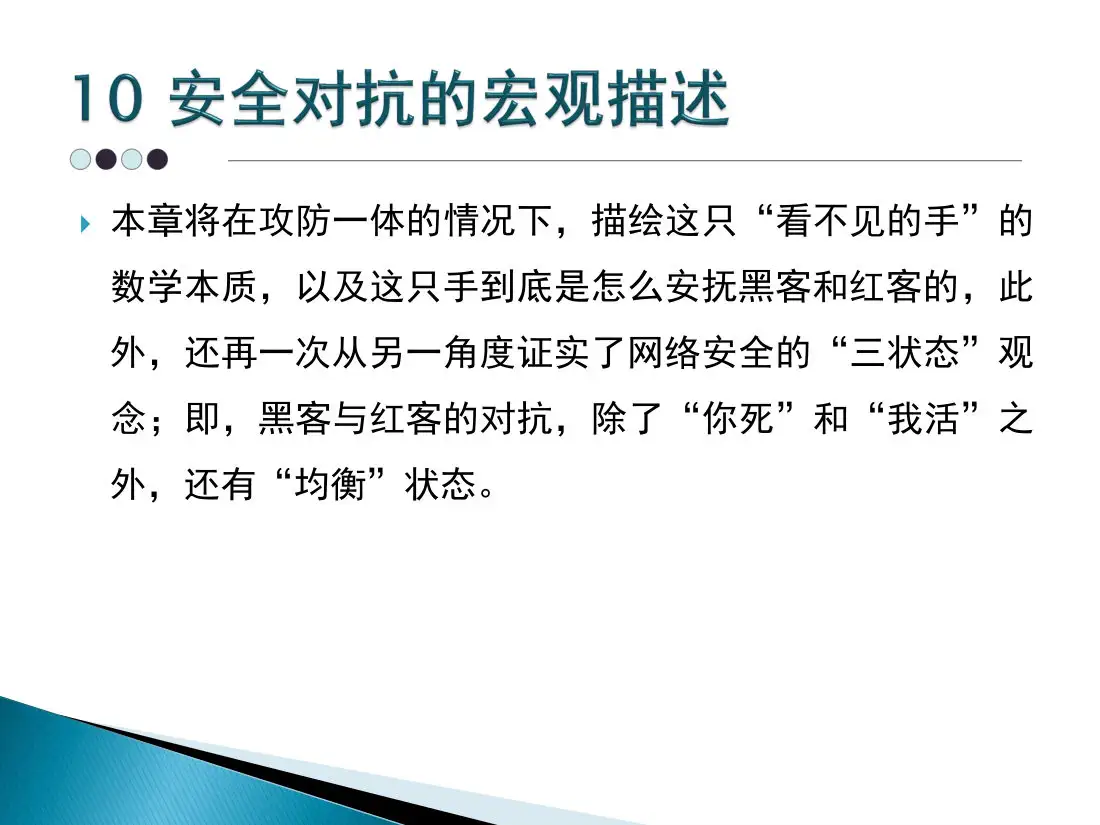 10 安全对抗的宏观描述
本章将在攻防一体的情况下，描绘这只“看不见的手”的
数学本质，以及这只手到底是怎么安抚黑客和红客的，此
外，还再一次从另一角度证实了网络安全的“三状态”观
念；即，黑客与红客的对抗，除了“你死”和“我活”之
外，还有“均衡”状态。